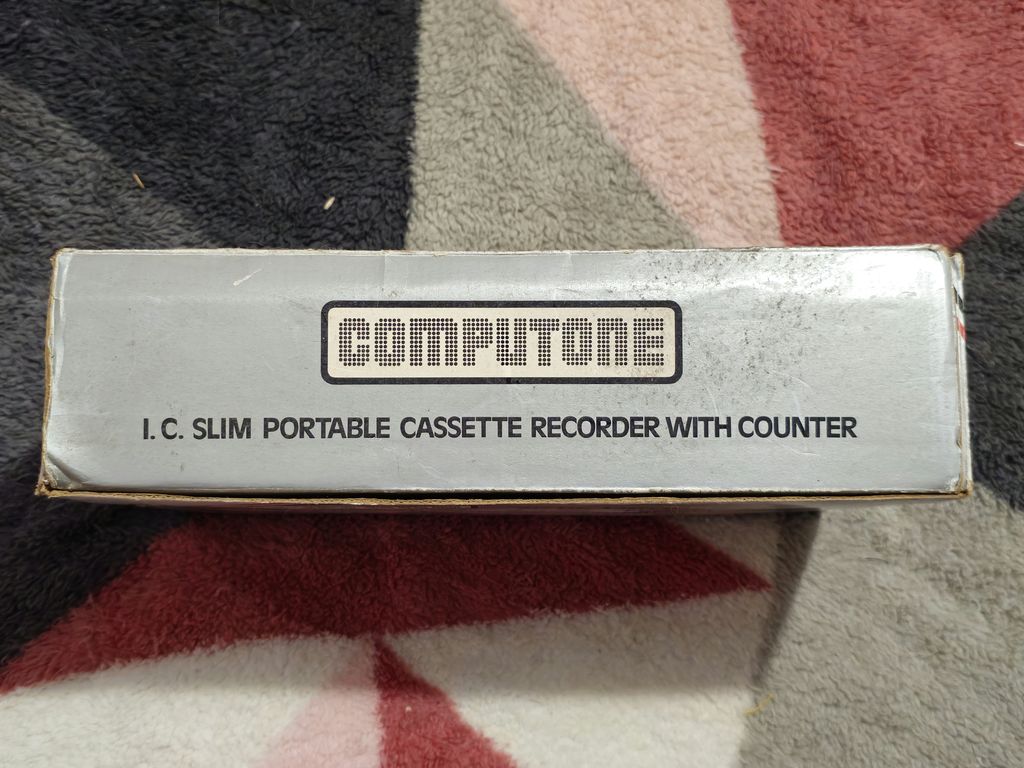 COMPUTONE
I.C. SLIM PORTABLE CASSETTE RECORDER WITH COUNTER